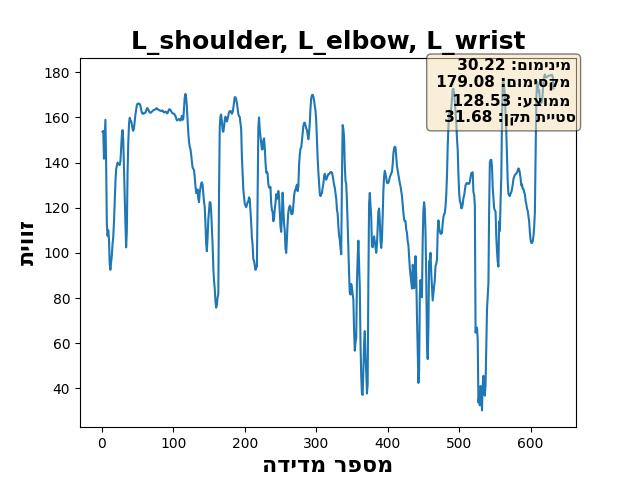 L_shoulder, L_elbow, L_wrist
מינימום: 30.22
מקסימום: 179.08
ממוצע: 128.53
סטיית תקן: 31.68
זווית
180
160
140
120
100
80
60
40
0 100 200 300 400 500 600
מספר מדידה